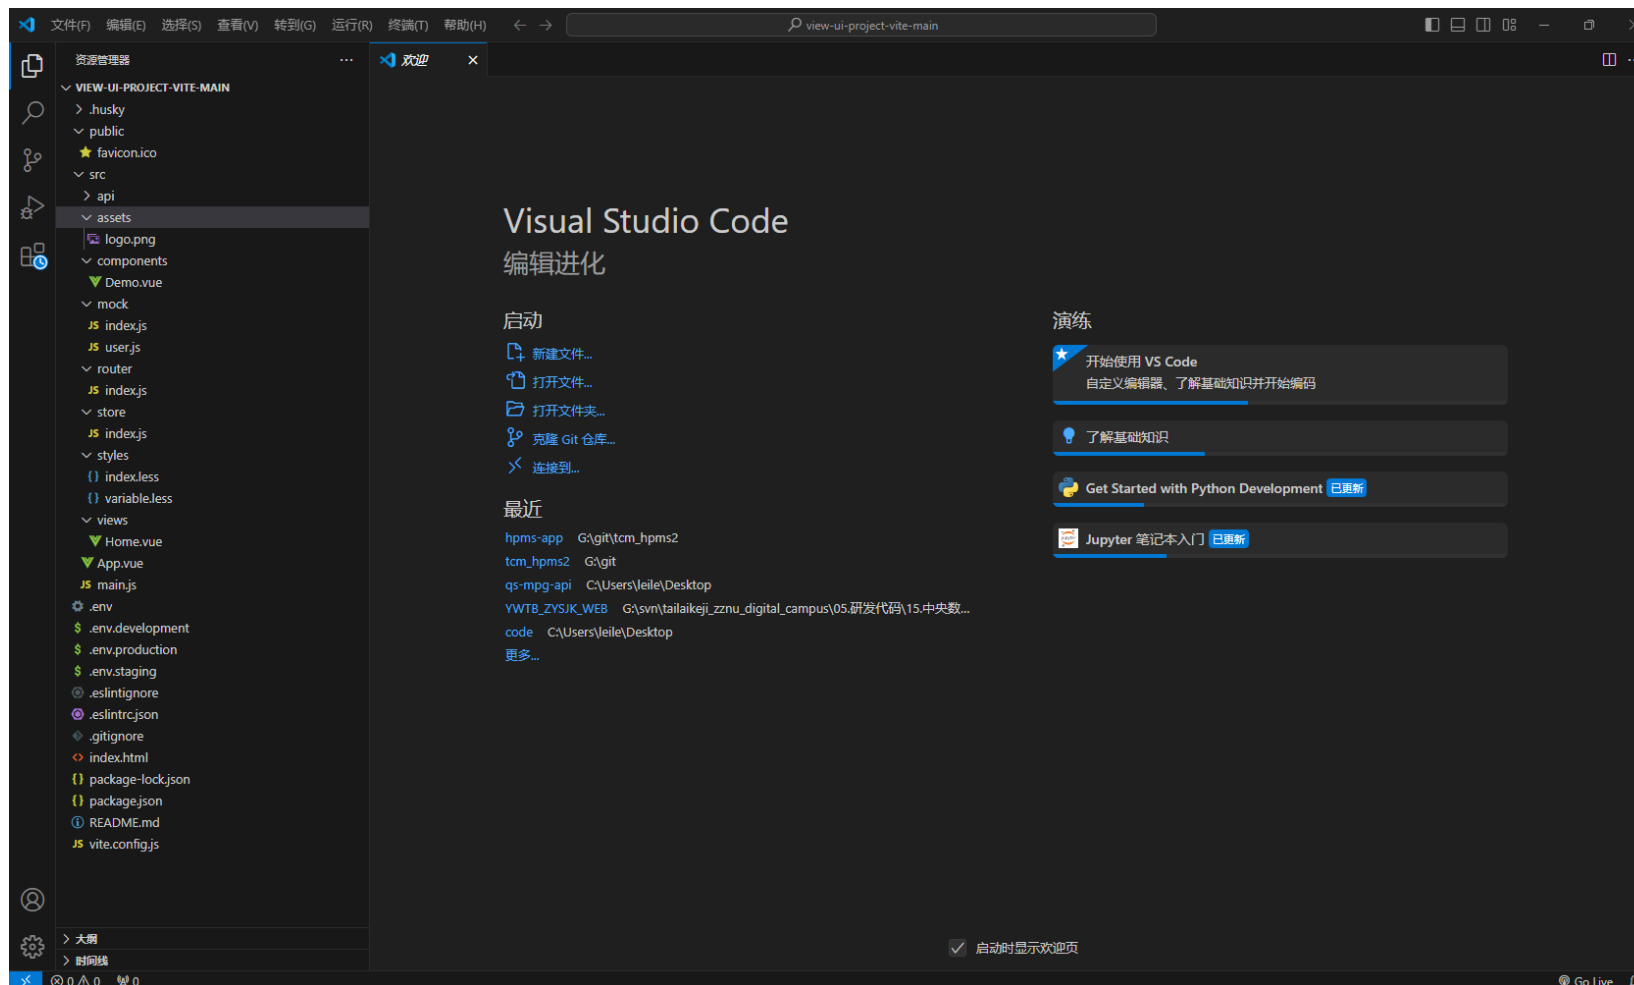 文件(F) 编辑(E) 选择(S) 查看(V) 转到(G) 运行(R) 终端(T) 帮助(H) view-ui-project-vite-main
资源管理器
欢迎
VIEW-UI-PROJECT-VITE-MAIN
.husky
public
favicon.ico
src
api
assets
logo.png
components
Demo.vue
mock
JS index.js
JS user.js
router
JS index.js
store
JS index.js
styles
{} index.less
{} variable.less
views
Home.vue
App.vue
JS main.js
.env
$ .env.development
$ .env.production
$ .env.staging
.eslintignore
.eslintrc.json
.gitignore
<> index.html
{} package-lock.json
{} package.json
README.md
JS vite.config.js
大纲
时间线
Visual Studio Code
编辑进化
启动
新建文件...
打开文件...
打开文件夹...
克隆 Git 仓库...
连接到...
最近
hpms-app G:\git\tcm_hpms2
tcm_hpms2 G:\git
qs-mpg-api C:\Users\leile\Desktop
YWTB_ZYSJK_WEB G:\svn\tailaikeji_zznu_digital_campus\05.研发代码\15.中央数...
code C:\Users\leile\Desktop
更多...
演练
开始使用 VS Code
自定义编辑器、了解基础知识并开始编码
了解基础知识
Get Started with Python Development 已更新
Jupyter 笔记本入门 已更新
启动时显示欢迎页
0 0 0 Go Live